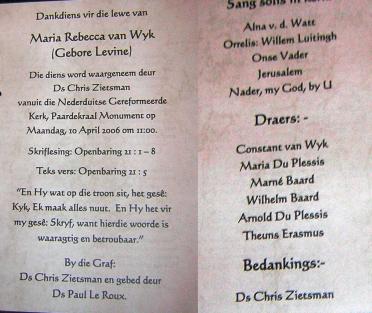 Dankdiens vir die lewe van
Maria Rebecca van Wyk
(Gebore Levine)
Die diens word waargeneem deur
Ds Chris Zietsman
vanuit die Nederduitse Gereformeerde
Kerk, Paardekraal Monument op
Maandag, 10 April 2006 om 11:00.
Skriflesing: Openbaring 21 : 1 – 8
Teks vers: Openbaring 21 : 5
“En Hy wat op die troon sit, het gesê:
Kyk, Ek maak alles nuut. En Hy het vir
my gesê: Skryf, want hierdie woorde is
waaragtig en betroubaar.”
By die Graf:
Ds Chris Zietsman en gebed deur
Ds Paul Le Roux.
Sang solis in
Alna v. d. Watt
Orrelis: Willem Luitingh
Onse Vader
Jerusalem
Nader, my God, by U
Draers: -
Constant van Wyk
Maria Du Plessis
Marné Baard
Wilhelm Baard
Arnold Du Plessis
Theuns Erasmus
Bedankings:-
Ds Chris Zietsman